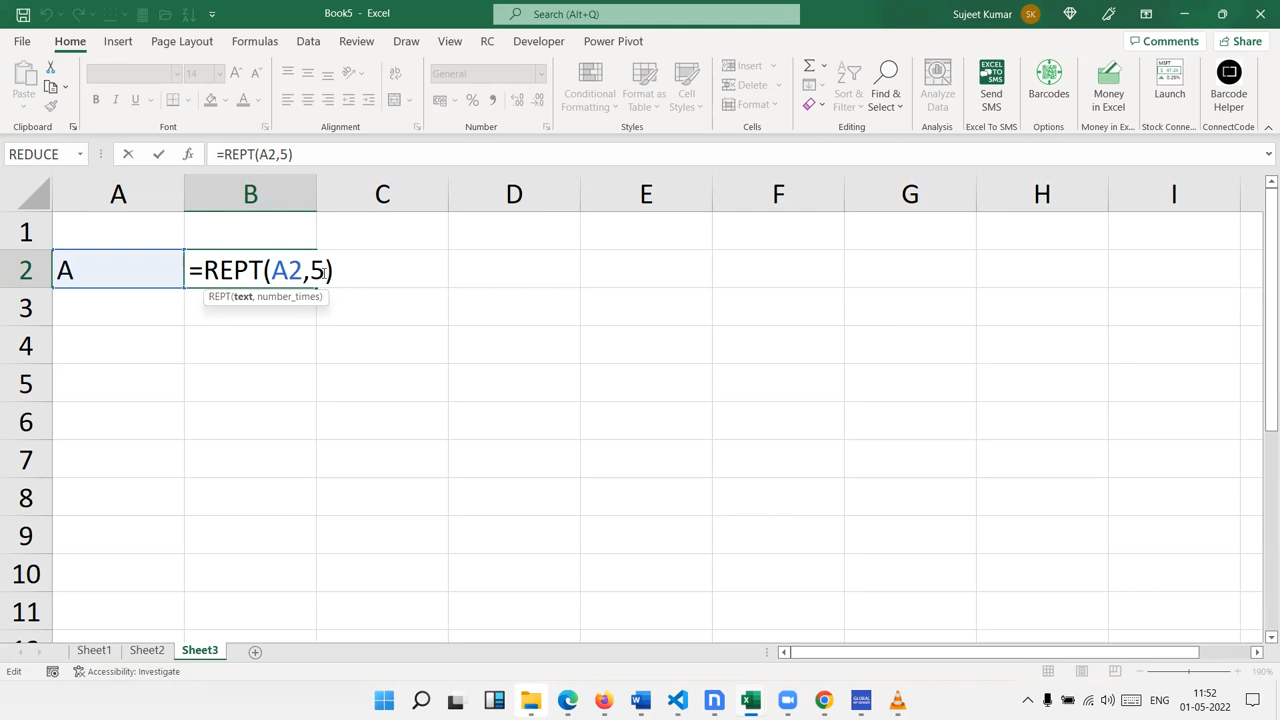 Book5 - Excel
Search (Alt+Q)
Sujeet Kumar
SK
File Home Insert Page Layout Formulas Data Review View RC Developer Power Pivot
Comments
Share
Paste
Clipboard
14
B I U
Font
Alignment
General
Number
Conditional Formatting
Format as Table
Cell Styles
Styles
Insert
Delete
Format
Cells
Sort & Filter
Find & Select
Editing
Analyze Data
Analysis
Send SMS
Excel To SMS
Barcodes
Options
Money in Excel
Money in Ex...
Launch
Stock Conne...
Barcode Helper
ConnectCode
REDUCE
fx
=REPT(A2,5)
A B C D E F G H I
1
2 A =REPT(A2,5)
REPT(text, number_times)
3
4
5
6
7
8
9
10
11
Sheet1 Sheet2 Sheet3
Edit
Accessibility: Investigate
190%
ENG
11:52
01-05-2022